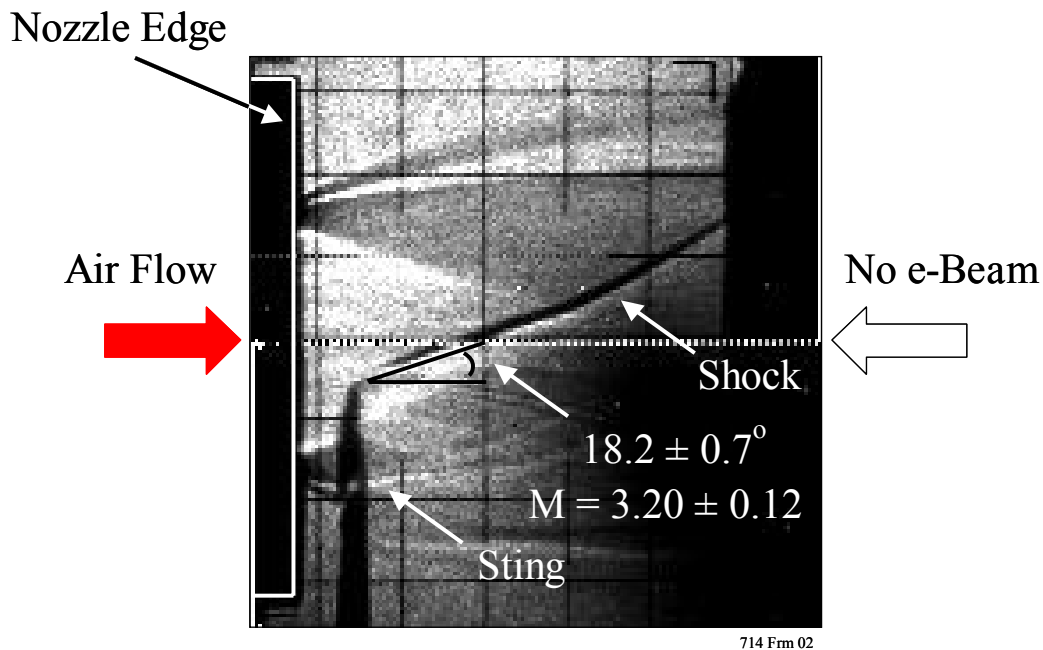 Nozzle Edge
Air Flow
No e-Beam
Shock
18.2 ± 0.7°
M = 3.20 ± 0.12
Sting
714 Frm 02